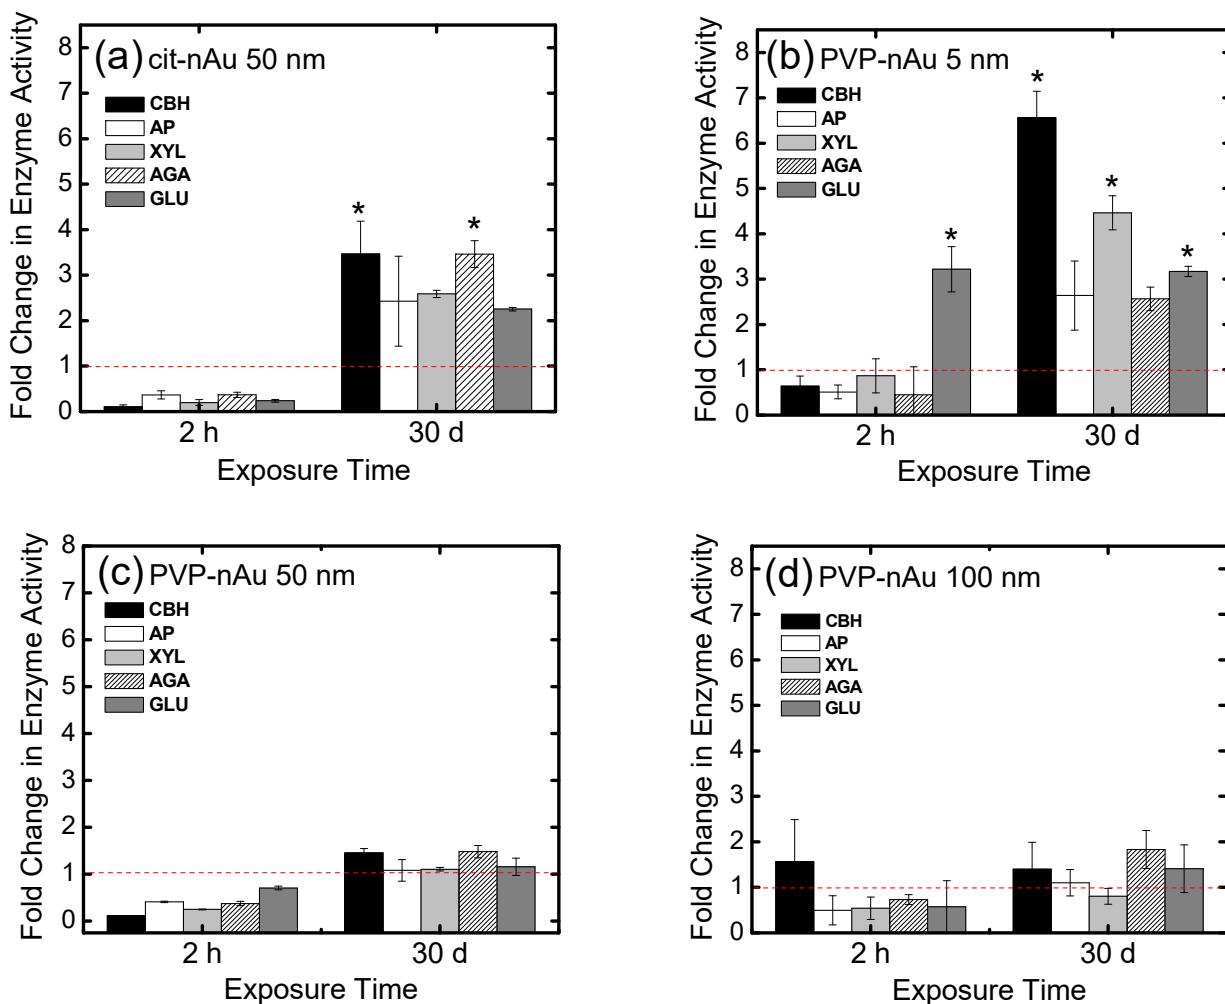 (a) cit-nAu 50 nm
Fold Change in Enzyme Activity
8
7
6
5
4
3
2
1
0
CBH
AP
XYL
AGA
GLU
*
*
2 h
30 d
Exposure Time
(b) PVP-nAu 5 nm
Fold Change in Enzyme Activity
8
7
6
5
4
3
2
1
0
CBH
AP
XYL
AGA
GLU
*
*
*
*
2 h
30 d
Exposure Time
(c) PVP-nAu 50 nm
Fold Change in Enzyme Activity
8
7
6
5
4
3
2
1
0
CBH
AP
XYL
AGA
GLU
2 h
30 d
Exposure Time
(d) PVP-nAu 100 nm
Fold Change in Enzyme Activity
8
7
6
5
4
3
2
1
0
CBH
AP
XYL
AGA
GLU
2 h
30 d
Exposure Time